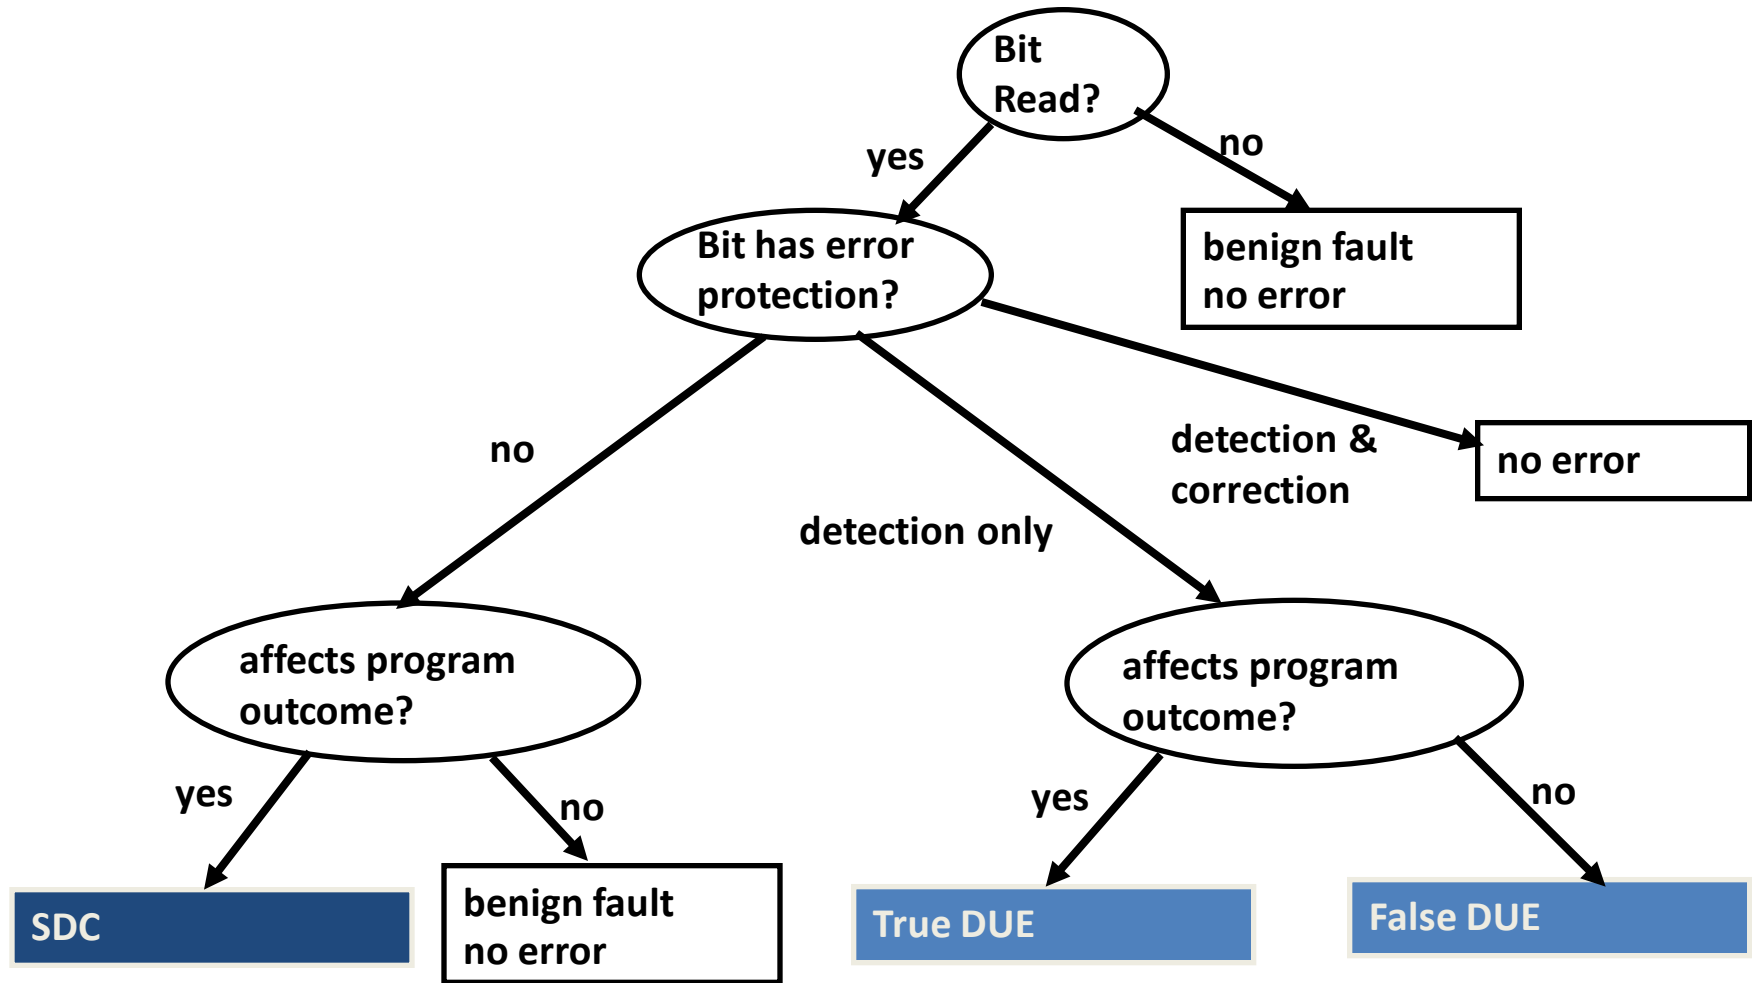 Bit
Read?
yes
no
Bit has error
protection?
benign fault
no error
no
detection only
detection &
correction
no error
affects program
outcome?
affects program
outcome?
yes
no
yes
no
SDC
benign fault
no error
True DUE
False DUE